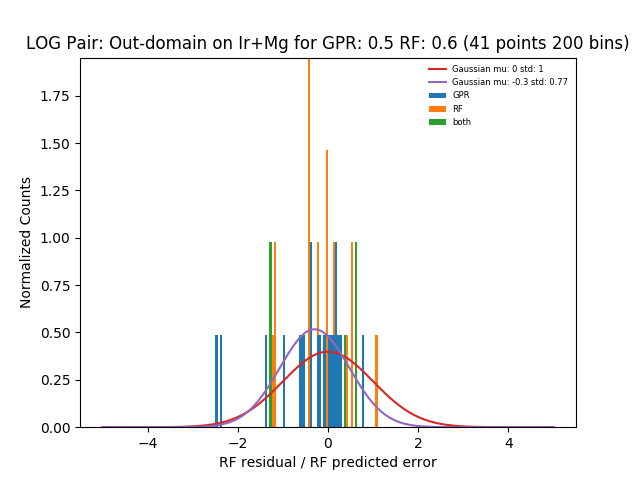 LOG Pair: Out-domain on Ir+Mg for GPR: 0.5 RF: 0.6 (41 points 200 bins)
Gaussian mu: 0 std: 1
Gaussian mu: -0.3 std: 0.77
GPR
RF
both
Normalized Counts
1.75
1.50
1.25
1.00
0.75
0.50
0.25
0.00
−4
−2
0
2
4
RF residual / RF predicted error